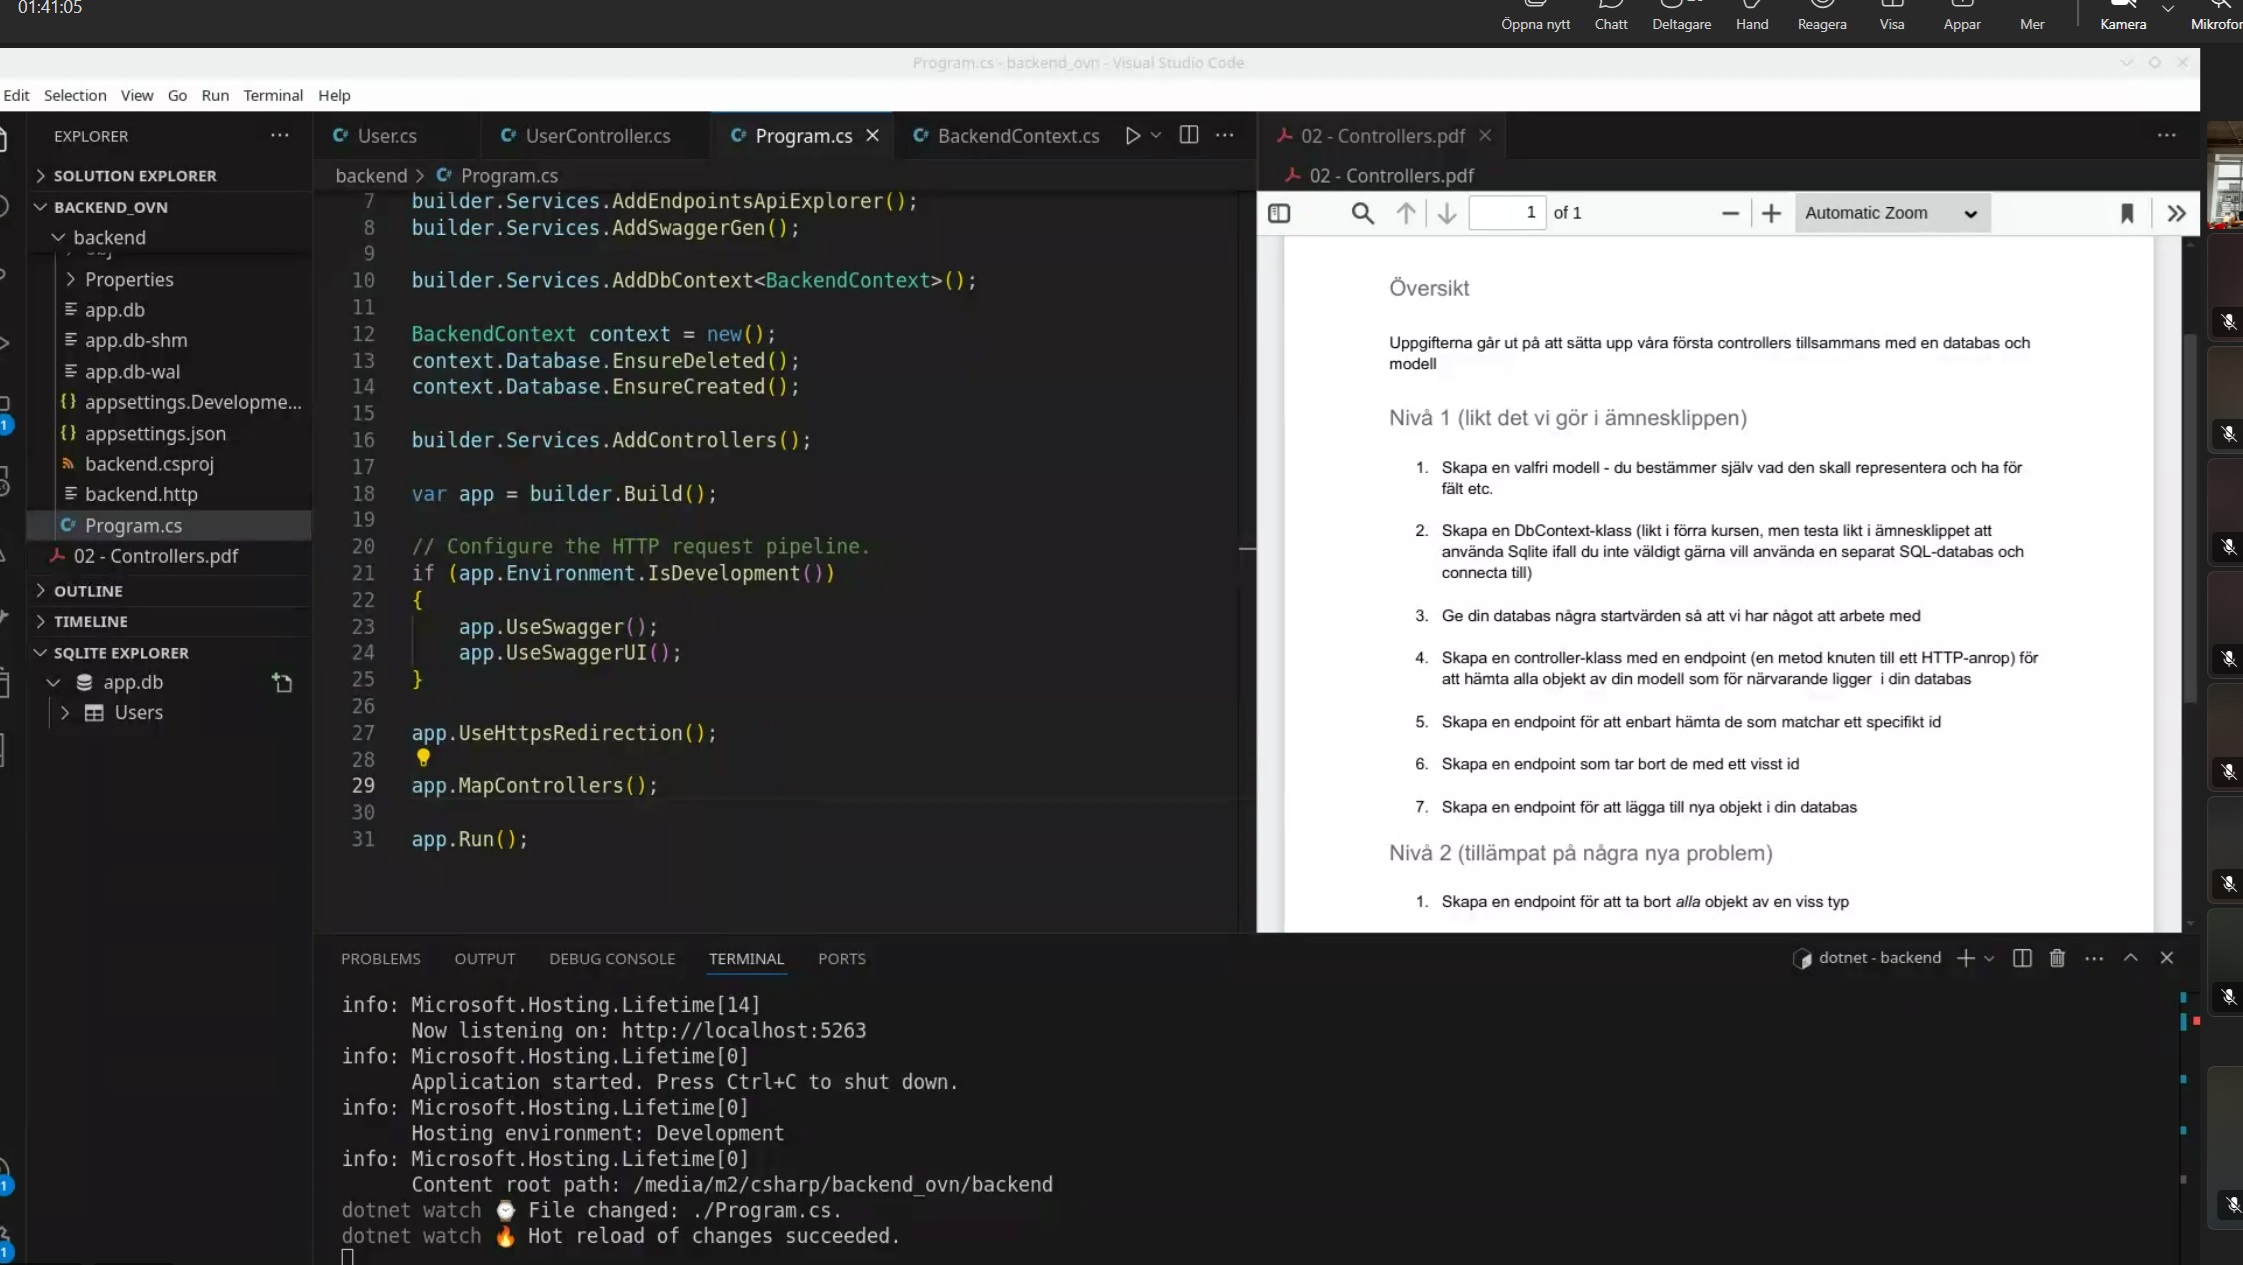 01:41:05
Öppna nytt Chatt Deltagare Hand Reagera Visa Appar Mer Kamera
Program.cs - backend_ovn - Visual Studio Code
Edit Selection View Go Run Terminal Help
EXPLORER
SOLUTION EXPLORER
BACKEND_OVN
backend
Properties
app.db
app.db-shm
app.db-wal
appsettings.Developme...
appsettings.json
backend.csproj
backend.http
Program.cs
02 - Controllers.pdf
OUTLINE
TIMELINE
SQLITE EXPLORER
app.db
Users
User.cs UserController.cs Program.cs BackendContext.cs
backend > Program.cs
7 builder.Services.AddEndpointsApiExplorer();
8 builder.Services.AddSwaggerGen();
9
10 builder.Services.AddDbContext<BackendContext>();
11
12 BackendContext context = new();
13 context.Database.EnsureDeleted();
14 context.Database.EnsureCreated();
15
16 builder.Services.AddControllers();
17
18 var app = builder.Build();
19
20 // Configure the HTTP request pipeline.
21 if (app.Environment.IsDevelopment())
22 {
23 app.UseSwagger();
24 app.UseSwaggerUI();
25 }
26
27 app.UseHttpsRedirection();
28
29 app.MapControllers();
30
31 app.Run();
02 - Controllers.pdf
02 - Controllers.pdf
1 of 1 Automatic Zoom
Översikt
Uppgifterna går ut på att sätta upp våra första controllers tillsammans med en databas och
modell
Nivå 1 (likt det vi gör i ämnesklippen)
1. Skapa en valfri modell - du bestämmer själv vad den skall representera och ha för
fält etc.
2. Skapa en DbContext-klass (likt i förra kursen, men testa likt i ämnesklippet att
använda Sqlite ifall du inte väldigt gärna vill använda en separat SQL-databas och
connecta till)
3. Ge din databas några startvärden så att vi har något att arbete med
4. Skapa en controller-klass med en endpoint (en metod knuten till ett HTTP-anrop) för
att hämta alla objekt av din modell som för närvarande ligger i din databas
5. Skapa en endpoint för att enbart hämta de som matchar ett specifikt id
6. Skapa en endpoint som tar bort de med ett visst id
7. Skapa en endpoint för att lägga till nya objekt i din databas
Nivå 2 (tillämpat på några nya problem)
1. Skapa en endpoint för att ta bort alla objekt av en viss typ
PROBLEMS OUTPUT DEBUG CONSOLE TERMINAL PORTS
dotnet - backend
info: Microsoft.Hosting.Lifetime[14]
Now listening on: http://localhost:5263
info: Microsoft.Hosting.Lifetime[0]
Application started. Press Ctrl+C to shut down.
info: Microsoft.Hosting.Lifetime[0]
Hosting environment: Development
info: Microsoft.Hosting.Lifetime[0]
Content root path: /media/m2/csharp/backend_ovn/backend
dotnet watch ⌚ File changed: ./Program.cs.
dotnet watch 🔥 Hot reload of changes succeeded.